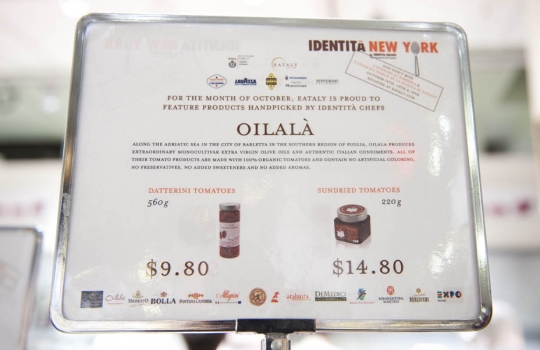 IDENTITÀ NEW YORK
EATALY
LAVAZZA
FOR THE MONTH OF OCTOBER, EATALY IS PROUD TO
FEATURE PRODUCTS HANDPICKED BY IDENTITÀ CHEFS
OILALÀ
ALONG THE ADRIATIC SEA IN THE CITY OF BARLETTA IN THE SOUTHERN REGION OF PUGLIA, OILALÀ PRODUCES
EXTRAORDINARY MONOCULTIVAR EXTRA VIRGIN OLIVE OILS AND AUTHENTIC ITALIAN CONDIMENTS. ALL OF
THEIR TOMATO PRODUCTS ARE MADE WITH 100% ORGANIC TOMATOES AND CONTAIN NO ARTIFICIAL COLORING,
NO PRESERVATIVES, NO ADDED SWEETENERS AND NO ADDED AROMAS.
DATTERINI TOMATOES SUNDRIED TOMATOES
560g 220g
$9.80 $14.80
BOLLA DEMEDICI EXPO